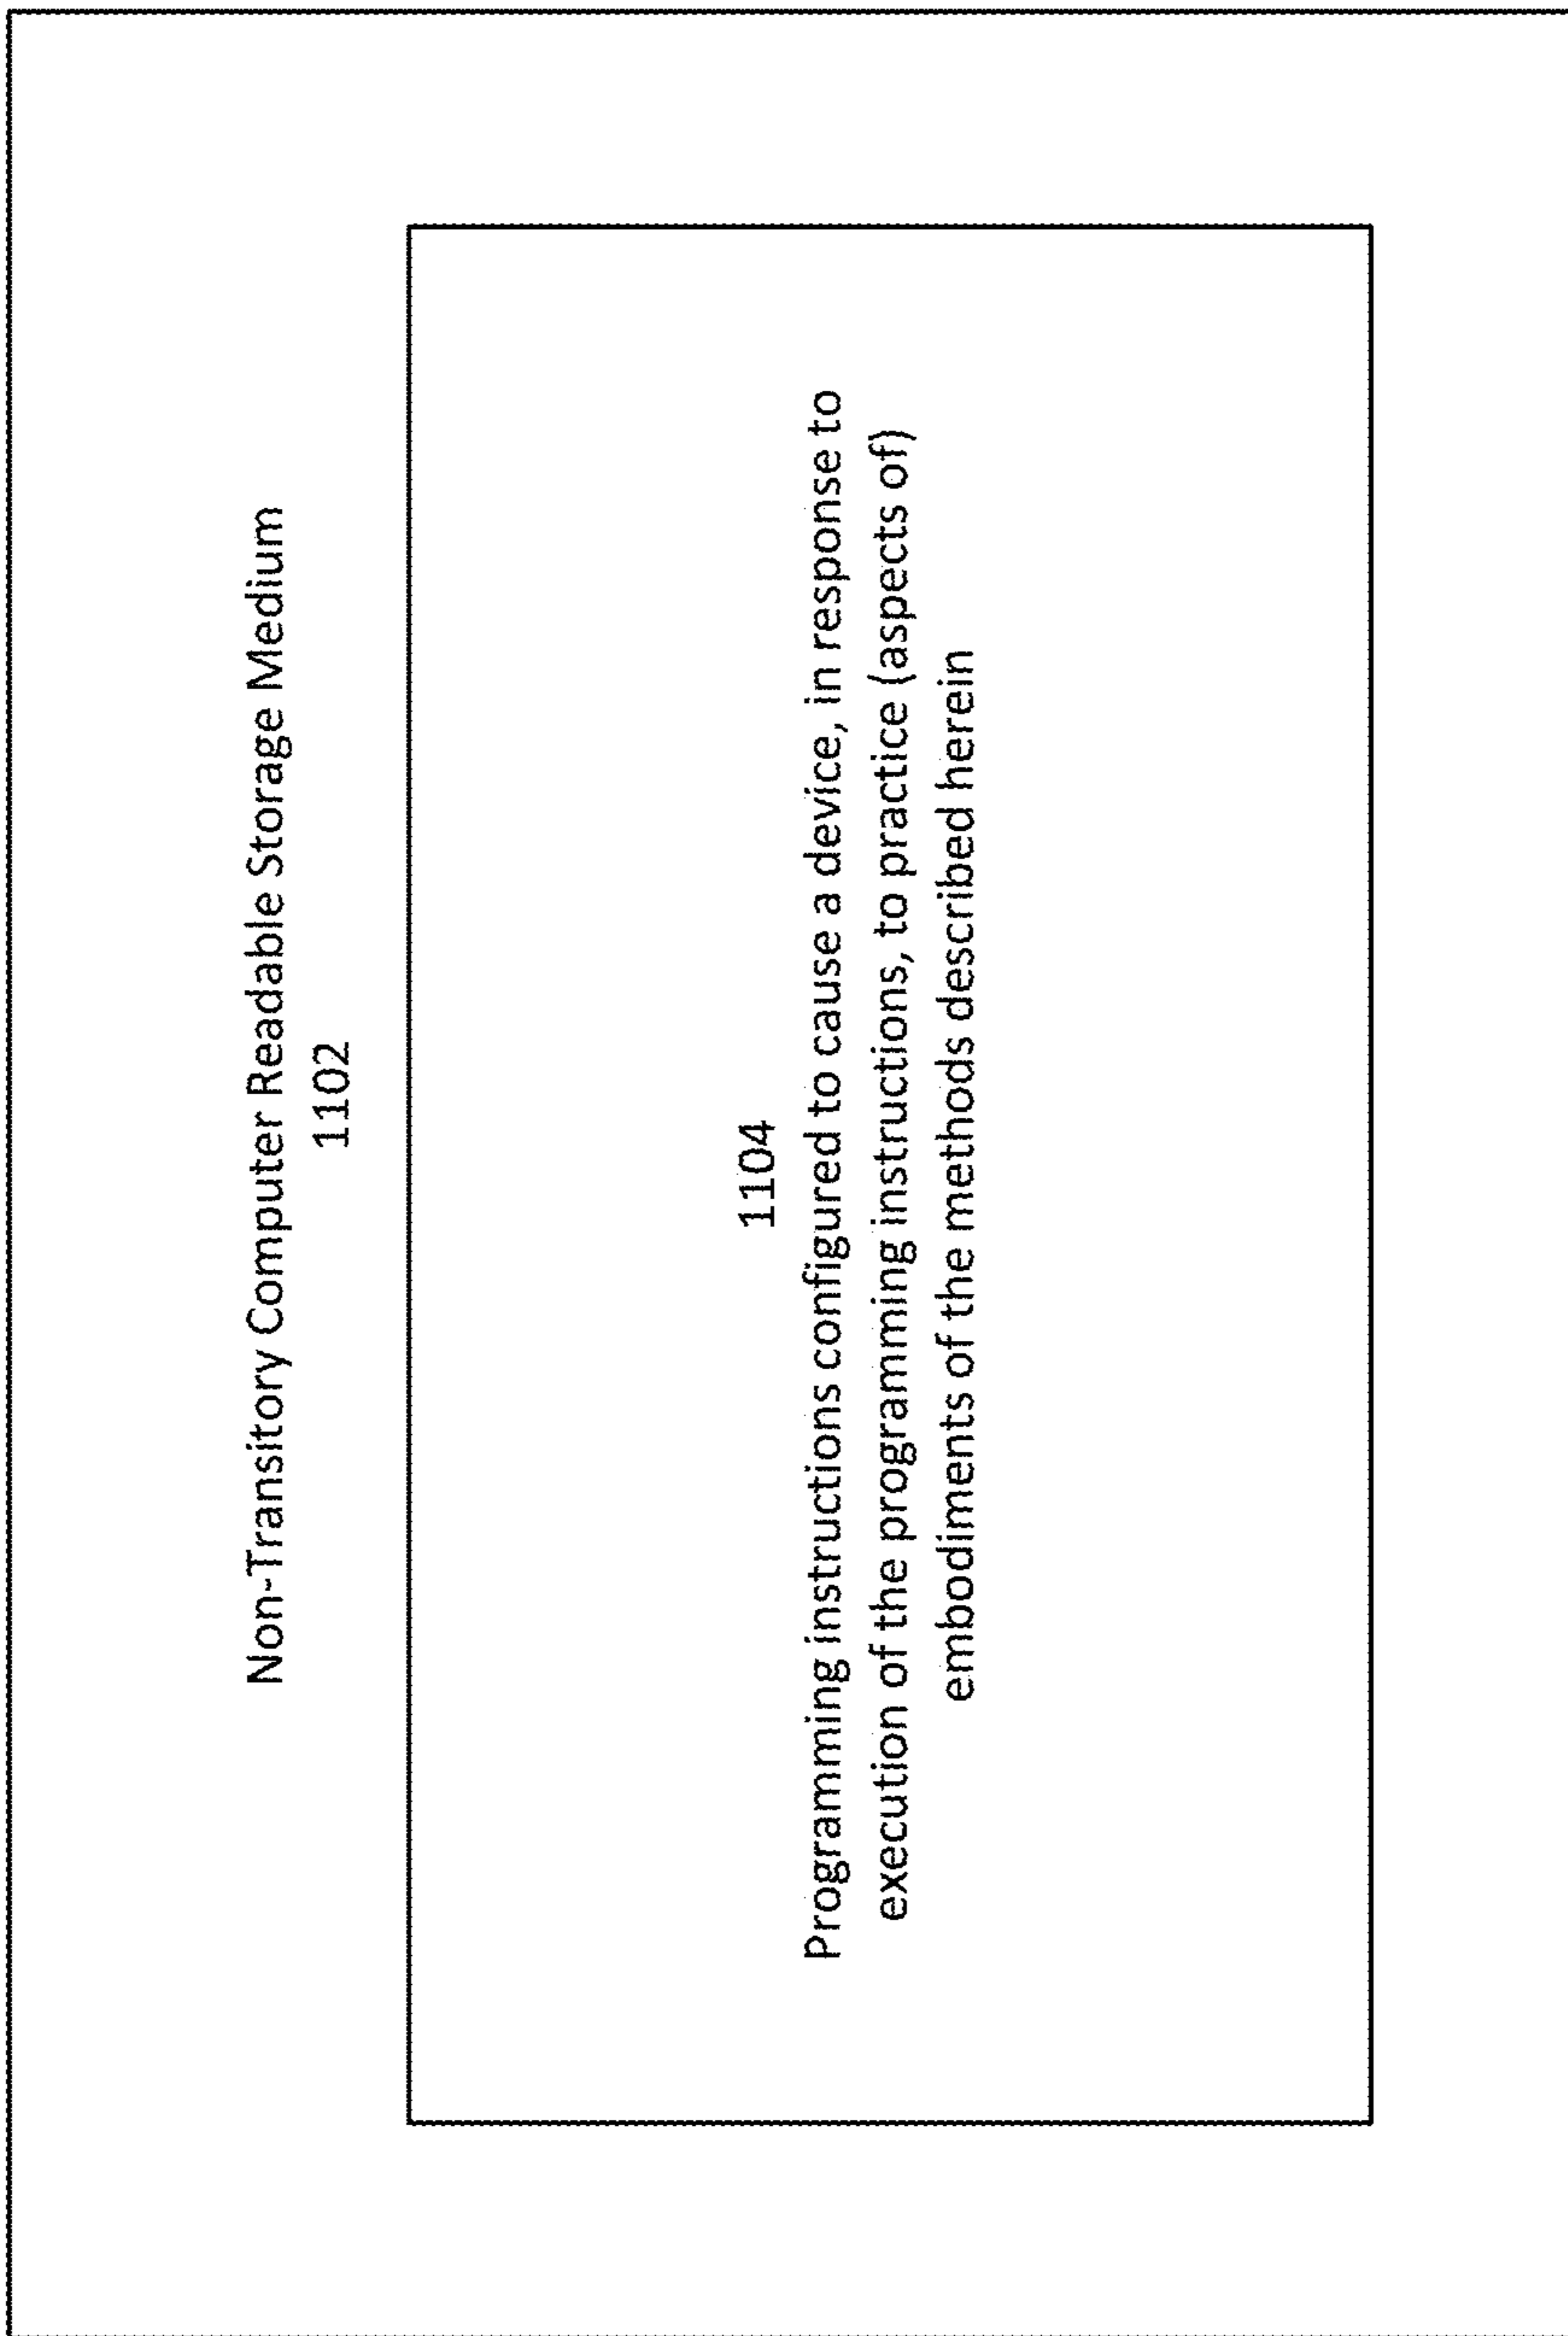 Non-Transitory Computer Readable Storage Medium
1102
1104
Programming instructions configured to cause a device, in response to
execution of the programming instructions, to practice (aspects of)
embodiments of the methods described herein